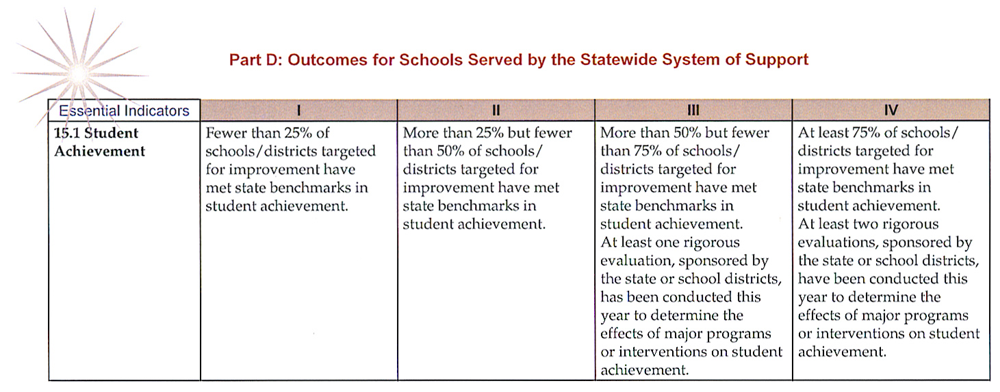 Part D: Outcomes for Schools Served by the Statewide System of Support
Essential Indicators
I
II
III
IV
15.1 Student
Achievement
Fewer than 25% of
schools/districts targeted
for improvement have
met state benchmarks in
student achievement.
More than 25% but fewer
than 50% of schools/
districts targeted for
improvement have met
state benchmarks in
student achievement.
More than 50% but fewer
than 75% of schools/
districts targeted for
improvement have met
state benchmarks in
student achievement.
At least one rigorous
evaluation, sponsored by
the state or school districts,
has been conducted this
year to determine the
effects of major programs
or interventions on student
achievement.
At least 75% of schools/
districts targeted for
improvement have met
state benchmarks in
student achievement.
At least two rigorous
evaluations, sponsored by
the state or school districts,
have been conducted this
year to determine the
effects of major programs
or interventions on student
achievement.